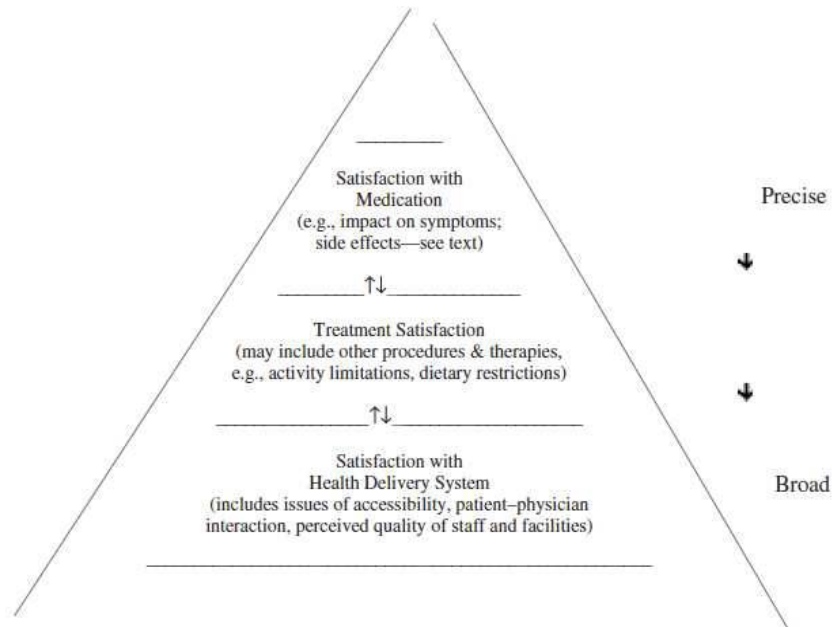 Satisfaction with
Medication
(e.g., impact on symptoms;
side effects—see text)
Precise
↑↓
Treatment Satisfaction
(may include other procedures & therapies,
e.g., activity limitations, dietary restrictions)
↑↓
Satisfaction with
Health Delivery System
(includes issues of accessibility, patient–physician
interaction, perceived quality of staff and facilities)
Broad